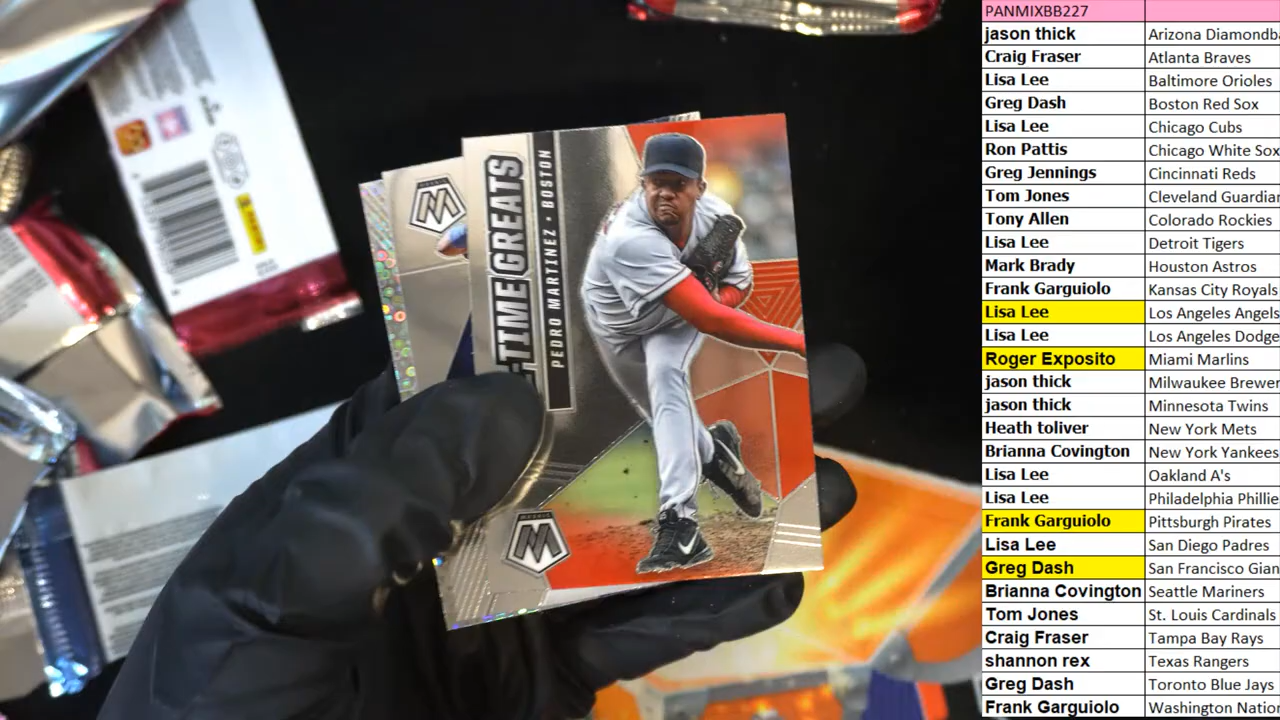 PANMIXBB227
jason thick Arizona Diamondba
Craig Fraser Atlanta Braves
Lisa Lee Baltimore Orioles
Greg Dash Boston Red Sox
Lisa Lee Chicago Cubs
Ron Pattis Chicago White Sox
Greg Jennings Cincinnati Reds
Tom Jones Cleveland Guardian
Tony Allen Colorado Rockies
Lisa Lee Detroit Tigers
Mark Brady Houston Astros
Frank Garguiolo Kansas City Royals
Lisa Lee Los Angeles Angels
Lisa Lee Los Angeles Dodge
Roger Exposito Miami Marlins
jason thick Milwaukee Brewer
jason thick Minnesota Twins
Heath toliver New York Mets
Brianna Covington New York Yankees
Lisa Lee Oakland A's
Lisa Lee Philadelphia Phillie
Frank Garguiolo Pittsburgh Pirates
Lisa Lee San Diego Padres
Greg Dash San Francisco Gian
Brianna Covington Seattle Mariners
Tom Jones St. Louis Cardinals
Craig Fraser Tampa Bay Rays
shannon rex Texas Rangers
Greg Dash Toronto Blue Jays
Frank Garguiolo Washington Nation
-TIME GREATS
PEDRO MARTINEZ • BOSTON
M
MOSAIC
M
PANINI